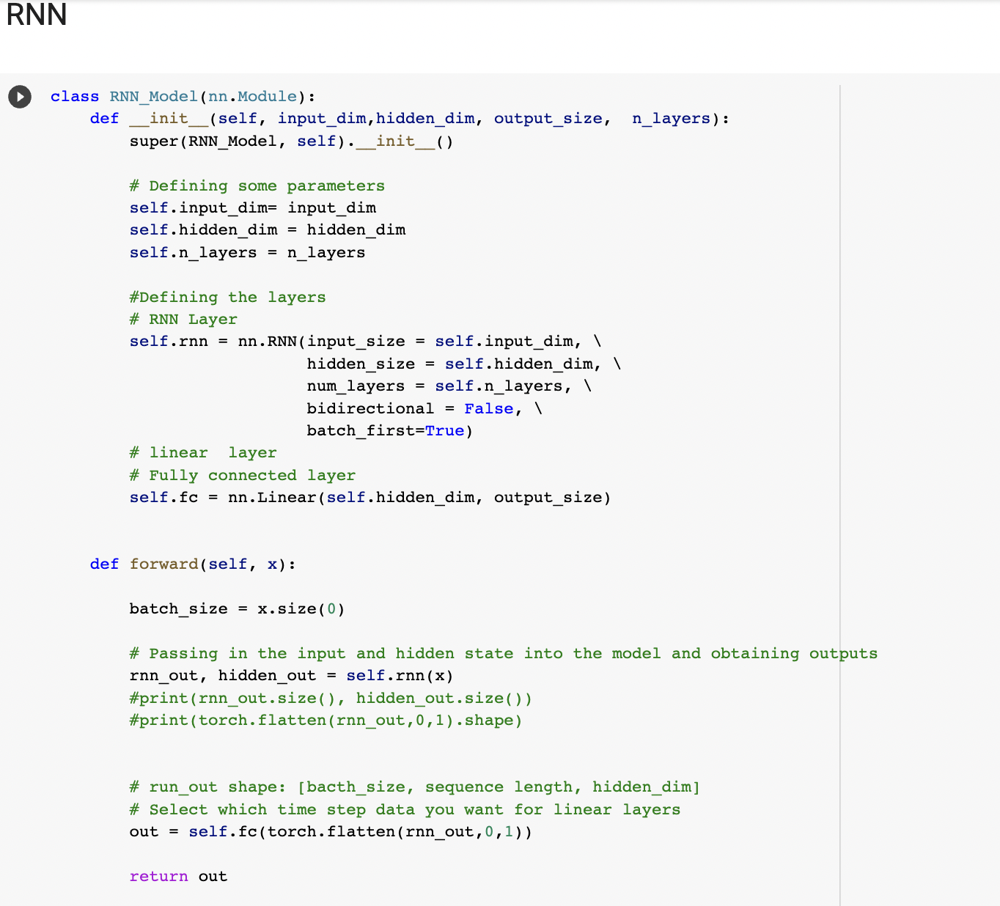 RNN
class RNN_Model(nn.Module):
    def __init__(self, input_dim,hidden_dim, output_size,  n_layers):
        super(RNN_Model, self).__init__()
        # Defining some parameters
        self.input_dim= input_dim
        self.hidden_dim = hidden_dim
        self.n_layers = n_layers
        #Defining the layers
        # RNN Layer
        self.rnn = nn.RNN(input_size = self.input_dim, \
                          hidden_size = self.hidden_dim, \
                          num_layers = self.n_layers, \
                          bidirectional = False, \
                          batch_first=True)
        # linear  layer
        # Fully connected layer
        self.fc = nn.Linear(self.hidden_dim, output_size)
    def forward(self, x):
        batch_size = x.size(0)
        # Passing in the input and hidden state into the model and obtaining outputs
        rnn_out, hidden_out = self.rnn(x)
        #print(rnn_out.size(), hidden_out.size())
        #print(torch.flatten(rnn_out,0,1).shape)
        # run_out shape: [bacth_size, sequence length, hidden_dim]
        # Select which time step data you want for linear layers
        out = self.fc(torch.flatten(rnn_out,0,1))
        return out